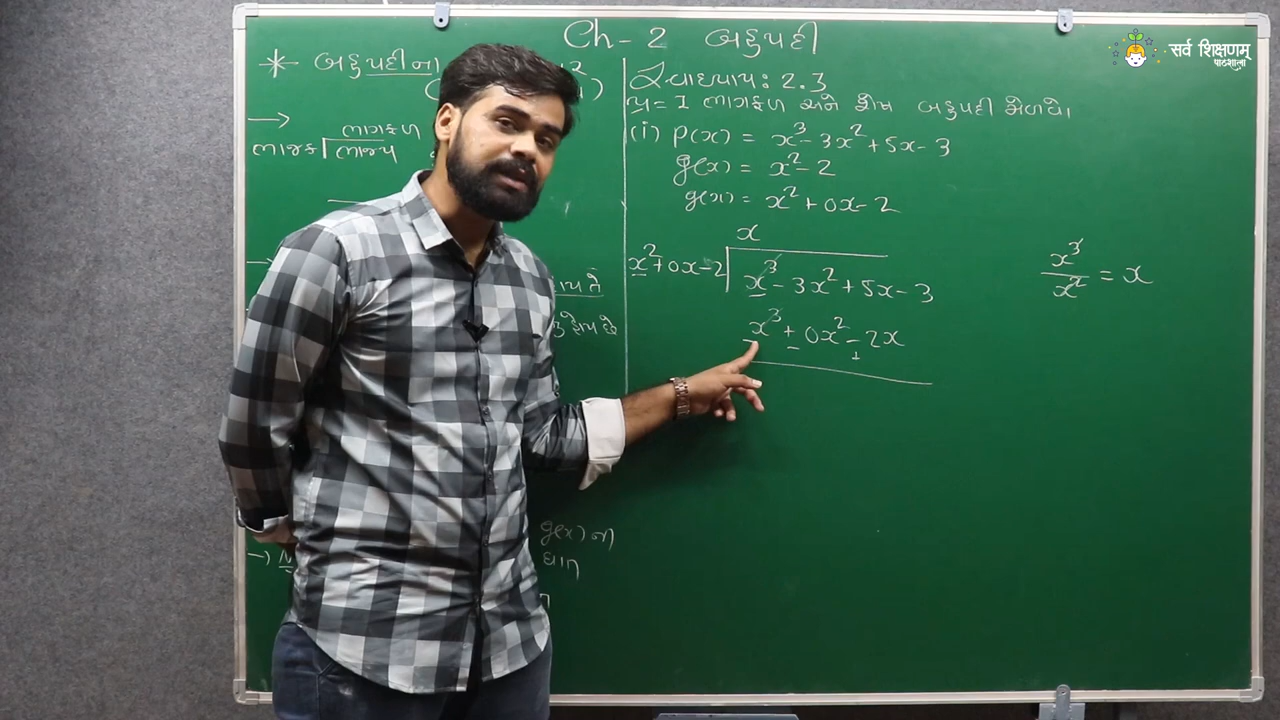 Ch - 2 બહુપદી
सर्व शिक्षणम्
पाठशाला
* બહુપદીના
→
ભાગફળ
ભાજક ભાજ્ય
g(x) ના
સ્વાધ્યાય: 2.3
પ્ર = 1 ભાગફળ અને શેષ બહુપદી મેળવો
(i) P(x) = x³ - 3x² + 5x - 3
g(x) = x² - 2
g(x) = x² + 0x - 2
x
x² + 0x - 2 x³ - 3x² + 5x - 3
x³ + 0x² - 2x
x³/x² = x